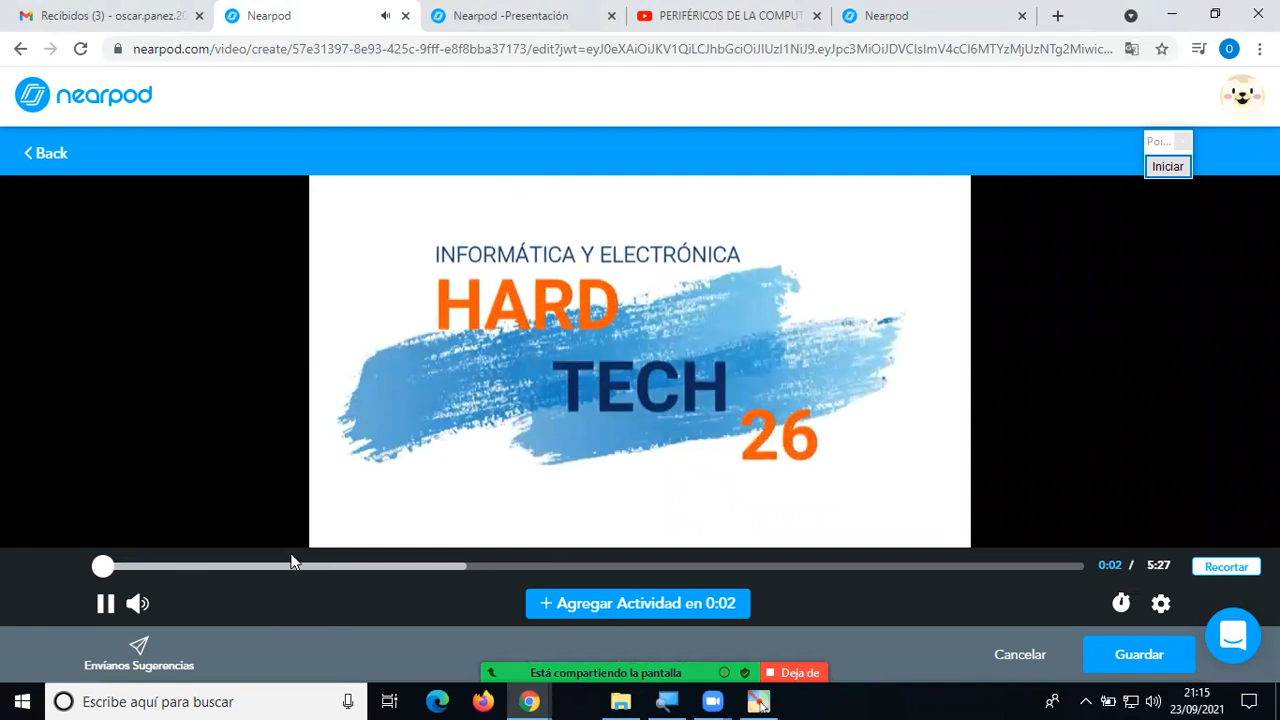 Recibidos (3) - oscar.panez.20
Nearpod
Nearpod -Presentación
PERIFÉRICOS DE LA COMPUT
Nearpod
nearpod.com/video/create/57e31397-8e93-425c-9fff-e8f8bba37173/edit?jwt=eyJ0eXAiOiJKV1QiLCJhbGciOiJIUzI1NiJ9.eyJpc3MiOiJDVCIsImV4cCI6MTYzMjUzNTg2Miwic...
O
nearpod
Back
Poi...
Iniciar
INFORMÁTICA Y ELECTRÓNICA
HARD
TECH
26
0:02 / 5:27
Recortar
+ Agregar Actividad en 0:02
Envíanos Sugerencias
Cancelar
Guardar
Está compartiendo la pantalla
Deja de
Escribe aquí para buscar
21:15
23/09/2021